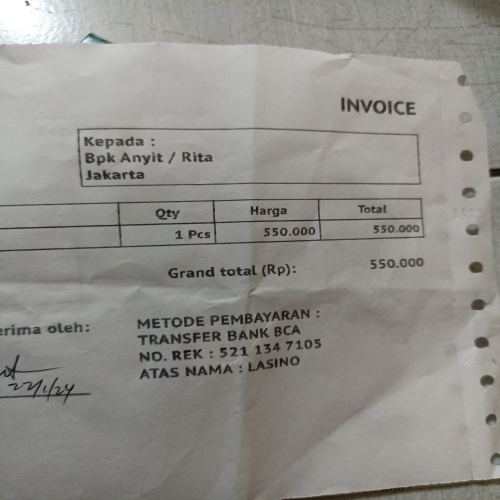 INVOICE
Kepada :
Bpk Anyit / Rita
Jakarta
Qty Harga Total
1 Pcs 550.000 550.000
Grand total (Rp): 550.000
erima oleh:
METODE PEMBAYARAN :
TRANSFER BANK BCA
NO. REK : 521 134 7105
ATAS NAMA : LASINO
22/1/24